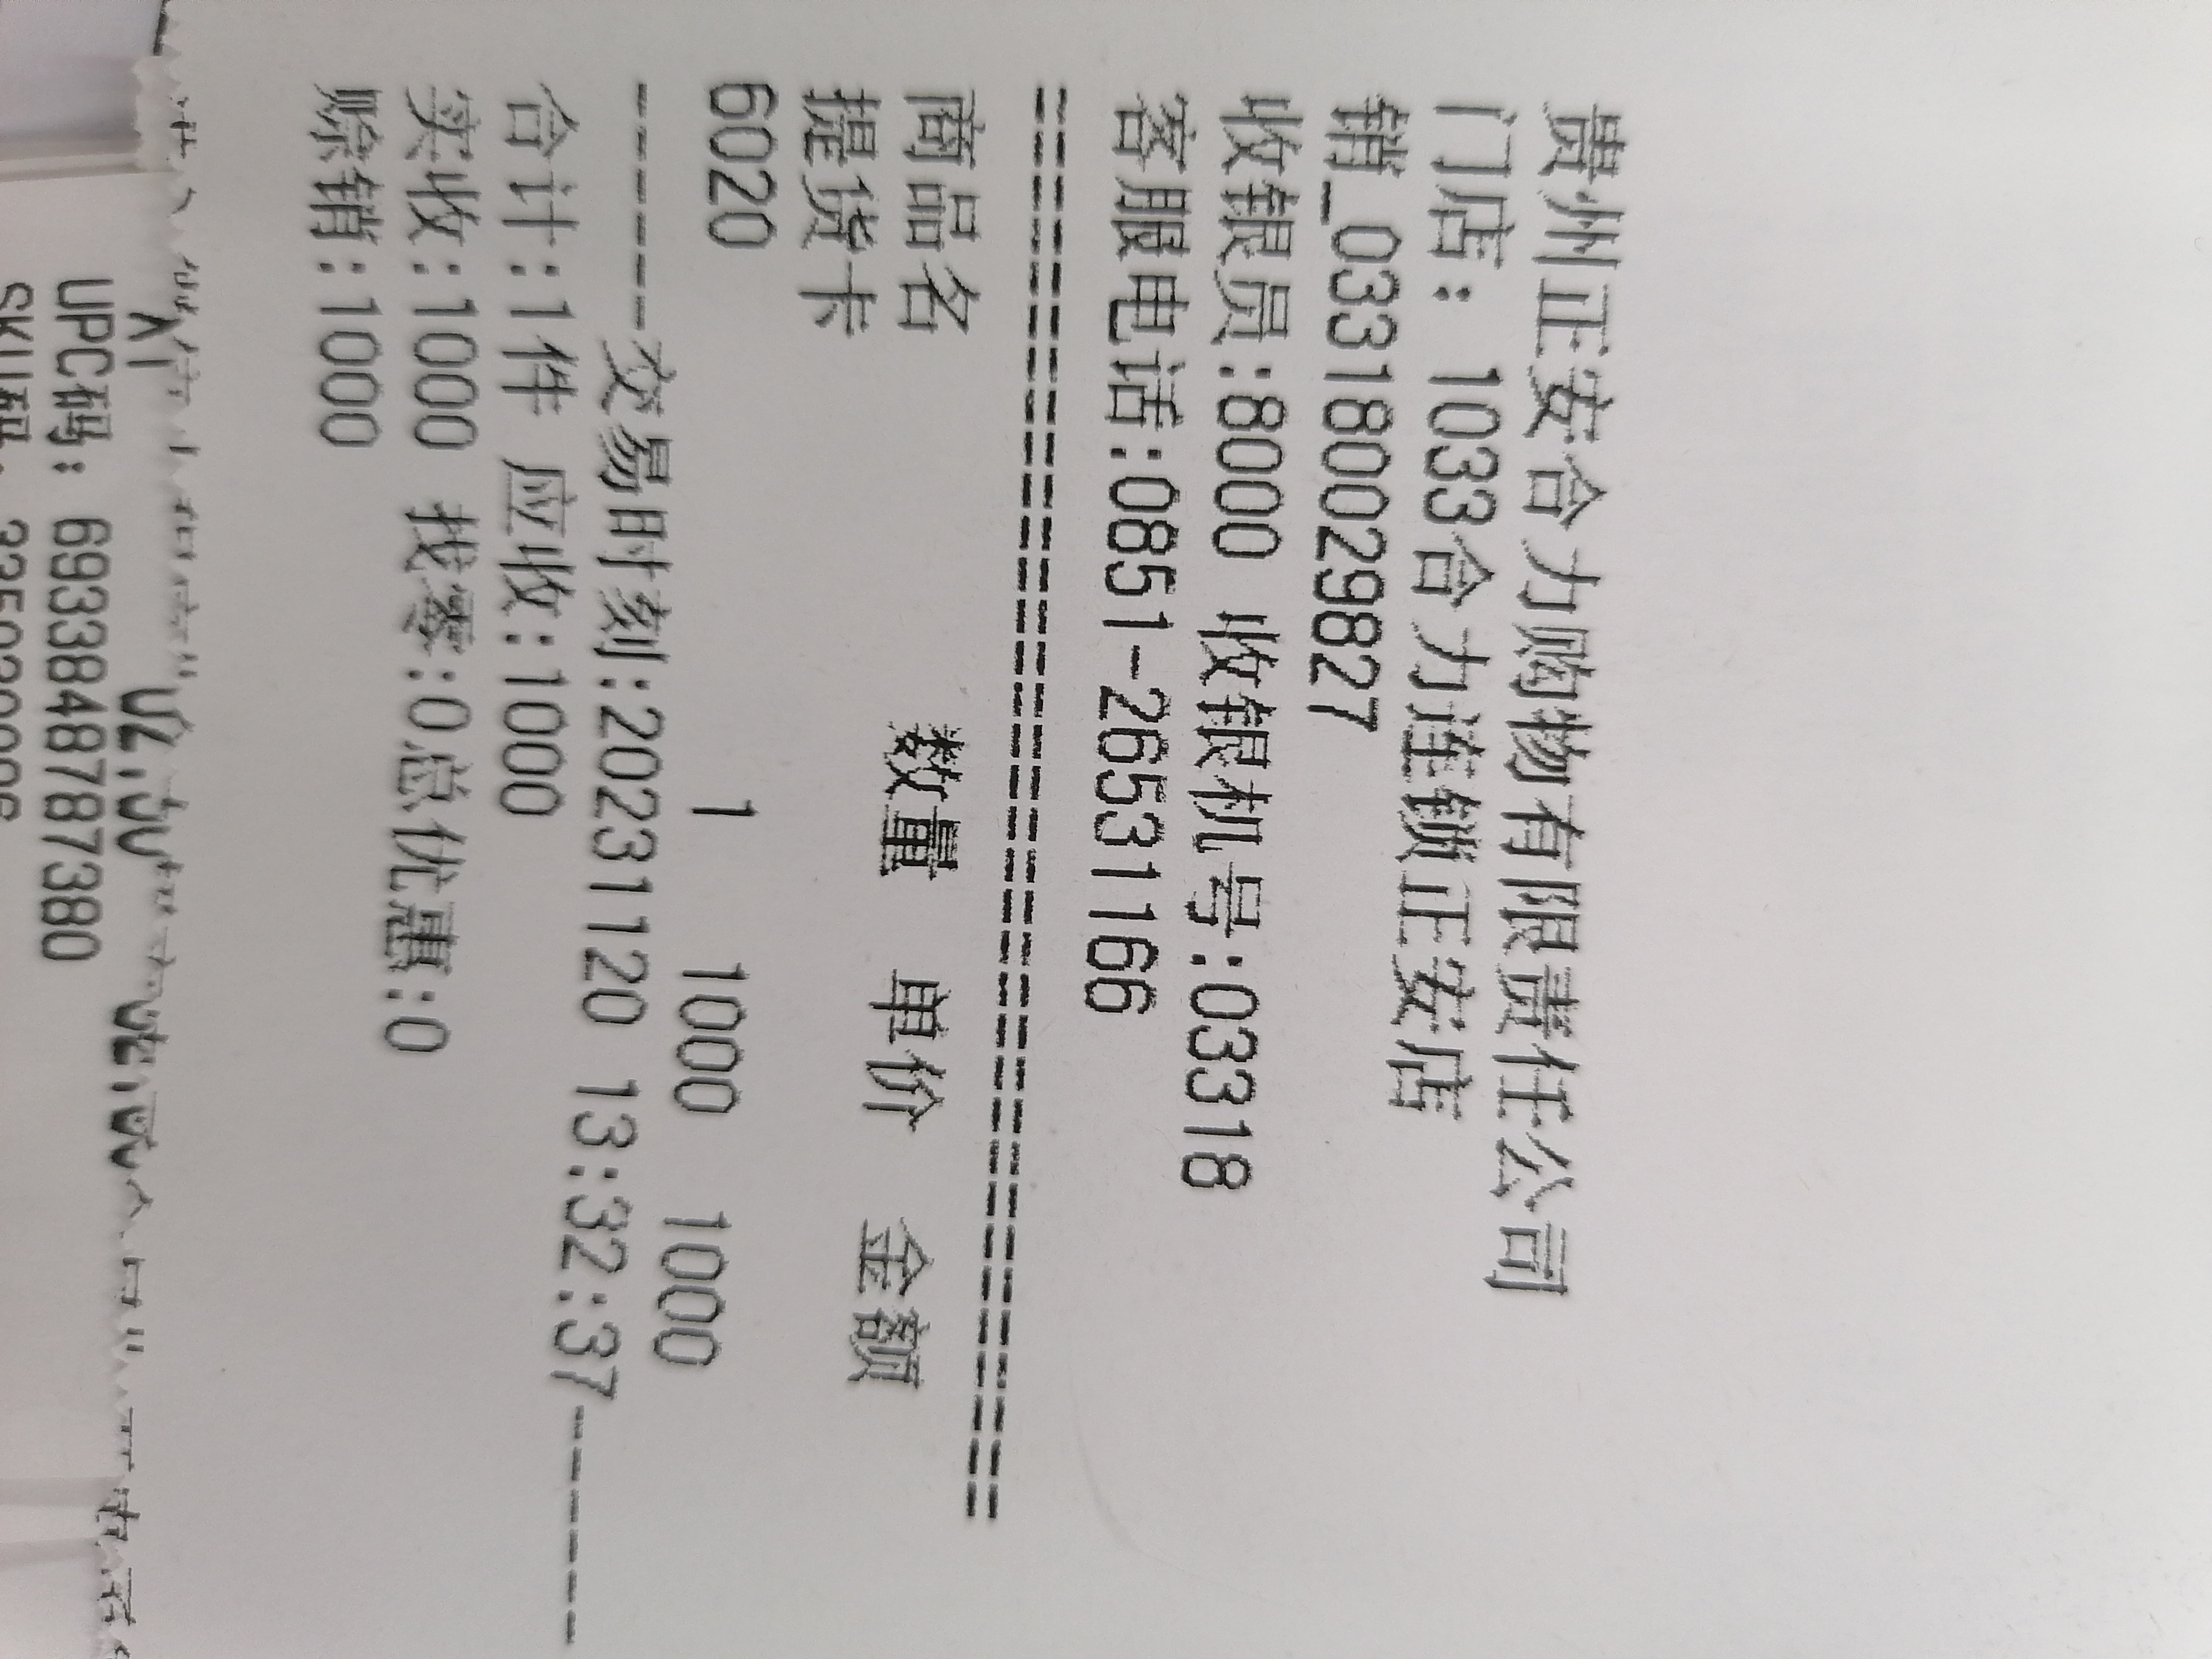 贵州正安合力购物有限责任公司
门店: 1033合力连锁正安店
销_033180029827
收银员:8000 收银机号:03318
客服电话:0851-26531166
================================
商品名 数量 单价 金额
提货卡
6020 1 1000 1000
------交易时刻:20231120 13:32:37------
合计:1件 应收:1000
实收:1000 找零:0总优惠:0
赊销:1000
UPC码: 6933848787380